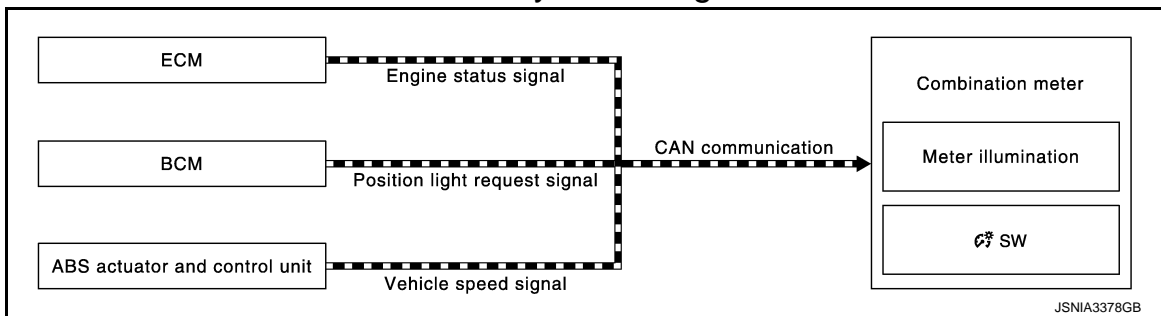 ECM
Engine status signal
Combination meter
BCM
Position light request signal
CAN communication
Meter illumination
SW
ABS actuator and control unit
Vehicle speed signal
JSNIA3378GB